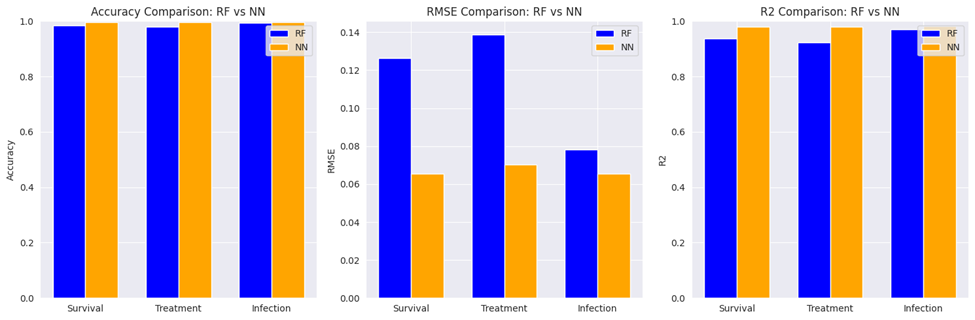 Accuracy Comparison: RF vs NN
1.0
0.8
0.6
0.4
0.2
0.0
Accuracy
RF
NN
Survival
Treatment
Infection
RMSE Comparison: RF vs NN
0.14
0.12
0.10
0.08
0.06
0.04
0.02
0.00
RMSE
RF
NN
Survival
Treatment
Infection
R2 Comparison: RF vs NN
1.0
0.8
0.6
0.4
0.2
0.0
R2
RF
NN
Survival
Treatment
Infection